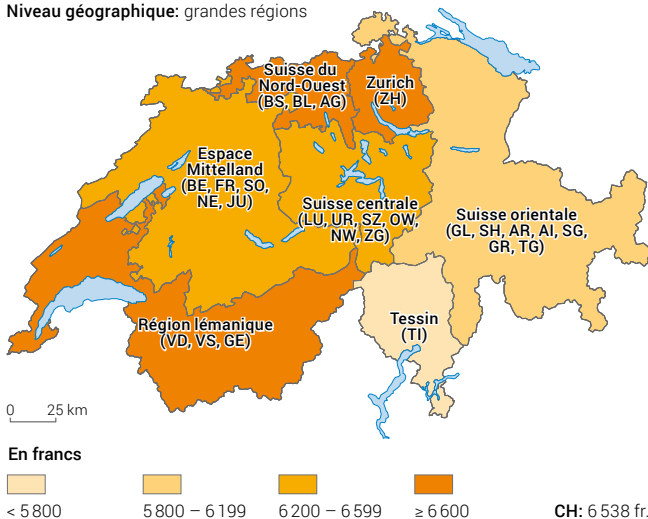 Niveau géographique: grandes régions
Suisse du
Nord-Ouest
(BS, BL, AG)
Zurich
(ZH)
Espace
Mittelland
(BE, FR, SO,
NE, JU)
Suisse centrale
(LU, UR, SZ, OW,
NW, ZG)
Suisse orientale
(GL, SH, AR, AI, SG,
GR, TG)
Région lémanique
(VD, VS, GE)
Tessin
(TI)
0 25 km
En francs
< 5 800 5 800 – 6 199 6 200 – 6 599 ≥ 6 600 CH: 6 538 fr.